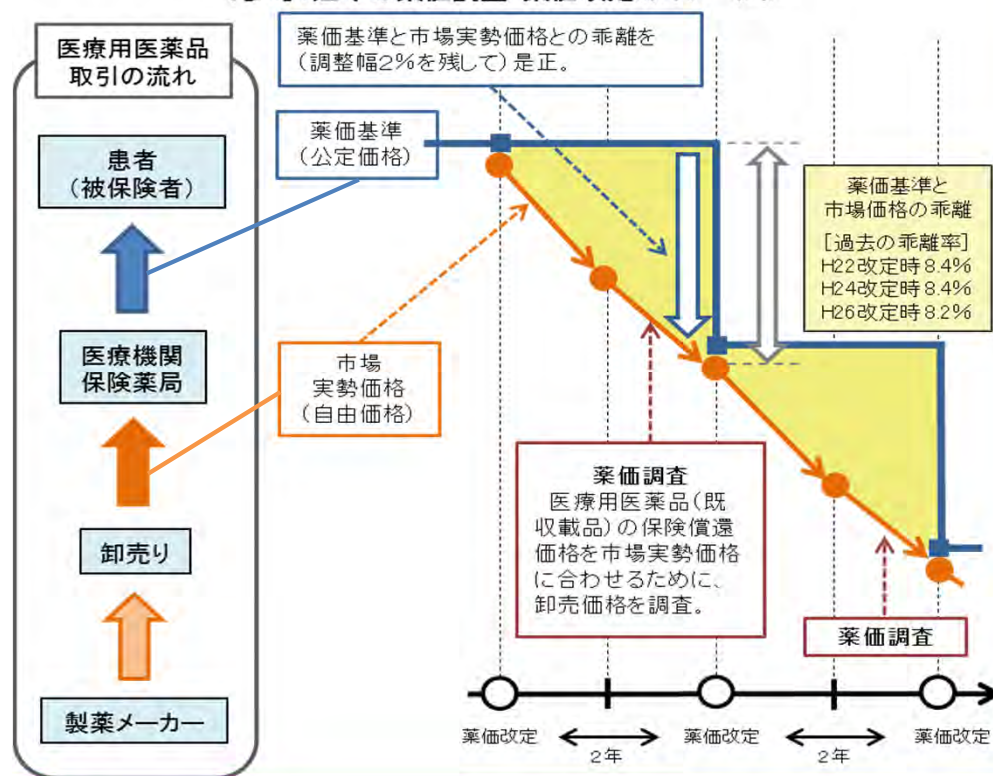 医療用医薬品
取引の流れ
患者
（被保険者）
医療機関
保険薬局
卸売り
製薬メーカー
薬価基準と市場実勢価格との乖離を
（調整幅2％を残して）是正。
薬価基準
（公定価格）
市場
実勢価格
（自由価格）
薬価基準と
市場価格の乖離
［過去の乖離率］
H22改定時8.4％
H24改定時8.4％
H26改定時8.2％
薬価調査
医療用医薬品（既
収載品）の保険償還
価格を市場実勢価格
に合わせるために、
卸売価格を調査。
薬価調査
薬価改定
2年
薬価改定
2年
薬価改定